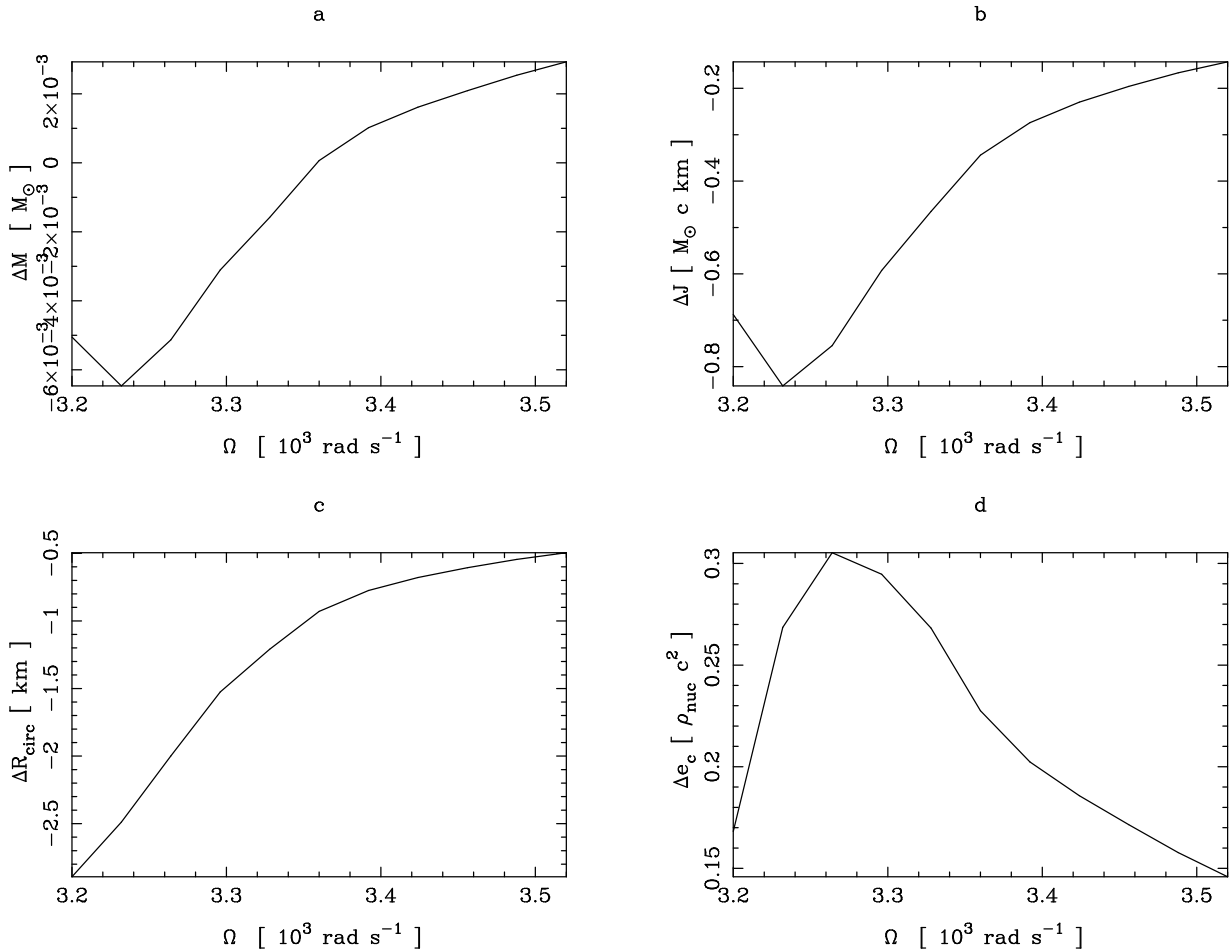 a
ΔM [ M⊙ ]
−6×10−3
−4×10−3
−2×10−3
0
2×10−3
3.2 3.3 3.4 3.5
Ω [ 10³ rad s⁻¹ ]
b
ΔJ [ M⊙ c km ]
−0.8 −0.6 −0.4 −0.2
3.2 3.3 3.4 3.5
Ω [ 10³ rad s⁻¹ ]
c
ΔRcirc [ km ]
−2.5 −2 −1.5 −1 −0.5
3.2 3.3 3.4 3.5
Ω [ 10³ rad s⁻¹ ]
d
Δec [ ρnuc c² ]
0.15 0.2 0.25 0.3
3.2 3.3 3.4 3.5
Ω [ 10³ rad s⁻¹ ]